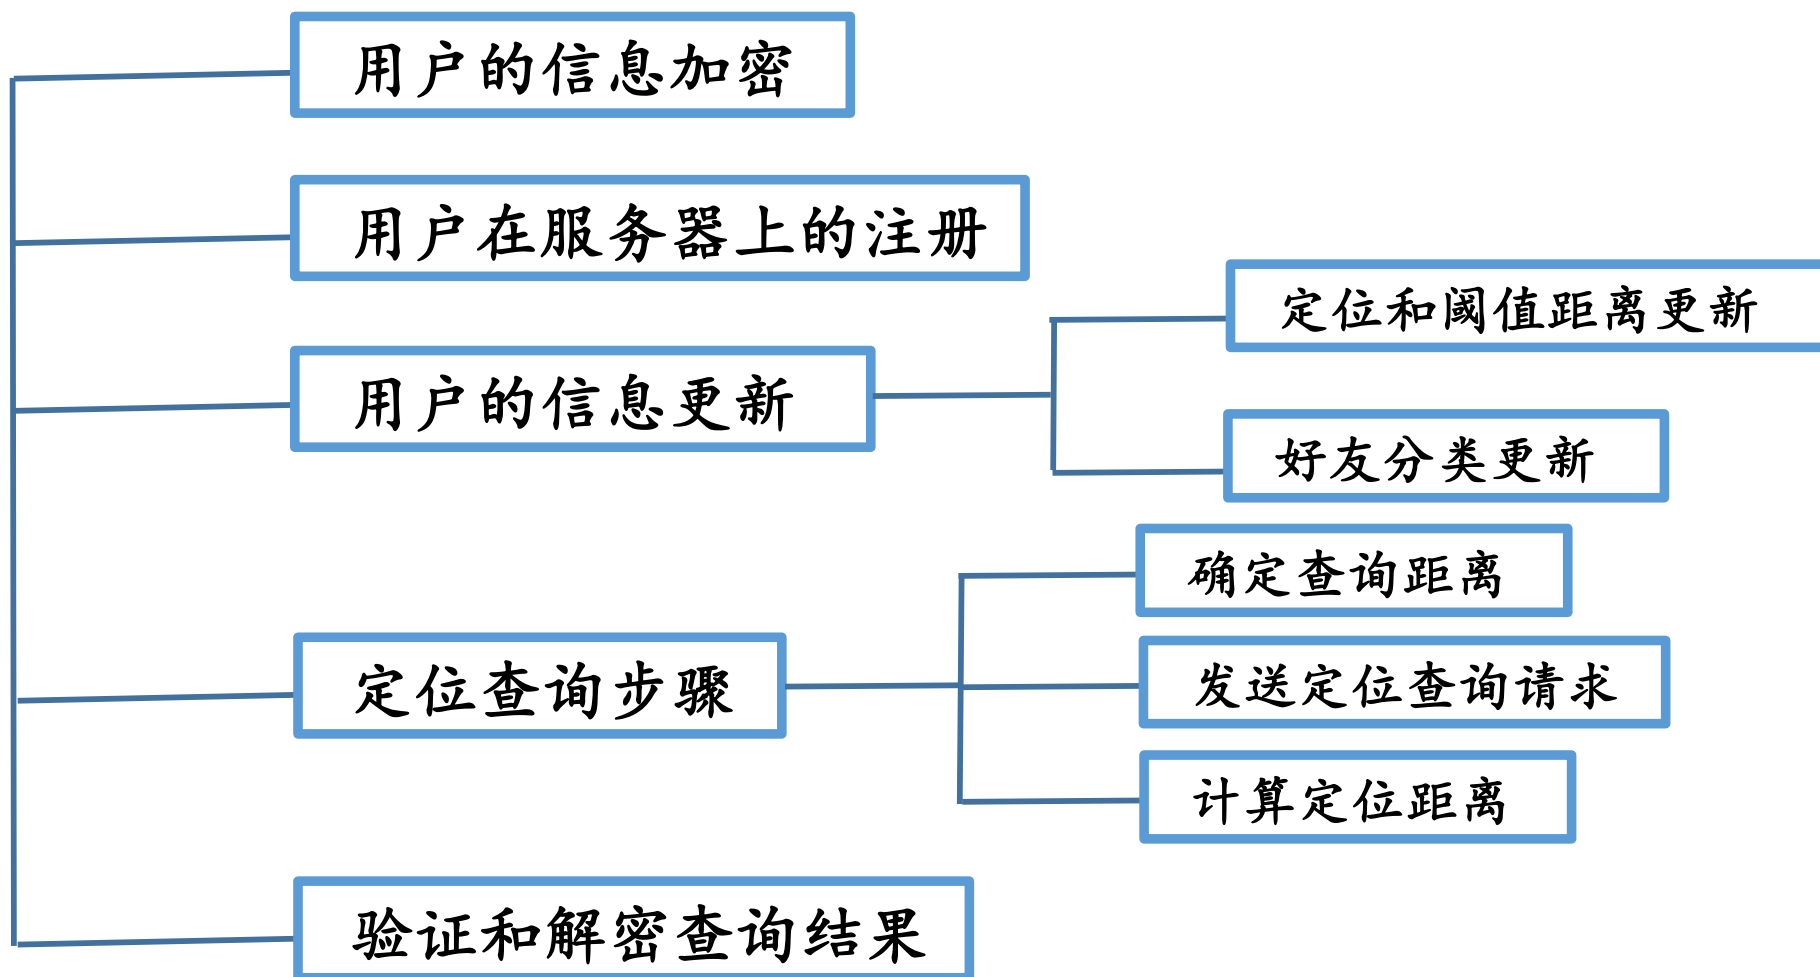 用户的信息加密
用户在服务器上的注册
用户的信息更新
定位和阈值距离更新
好友分类更新
定位查询步骤
确定查询距离
发送定位查询请求
计算定位距离
验证和解密查询结果